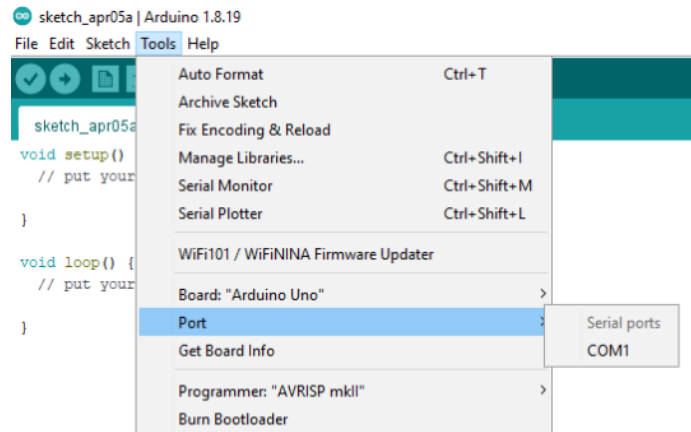 sketch_apr05a | Arduino 1.8.19
File Edit Sketch Tools Help
sketch_apr05a
void setup()
// put your
}
void loop() {
// put your
}
Auto Format Ctrl+T
Archive Sketch
Fix Encoding & Reload
Manage Libraries... Ctrl+Shift+I
Serial Monitor Ctrl+Shift+M
Serial Plotter Ctrl+Shift+L
WiFi101 / WiFiNINA Firmware Updater
Board: "Arduino Uno"
Port
Get Board Info
Programmer: "AVRISP mkII"
Burn Bootloader
Serial ports
COM1